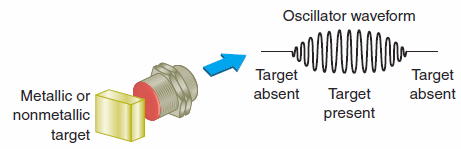 Oscillator waveform
Target
absent
Target
present
Target
absent
Metallic or
nonmetallic
target